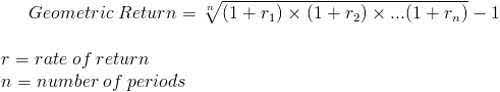 Geometric Return = ⁿ√((1 + r₁) × (1 + r₂) × ...(1 + rₙ)) − 1
r = rate of return
n = number of periods